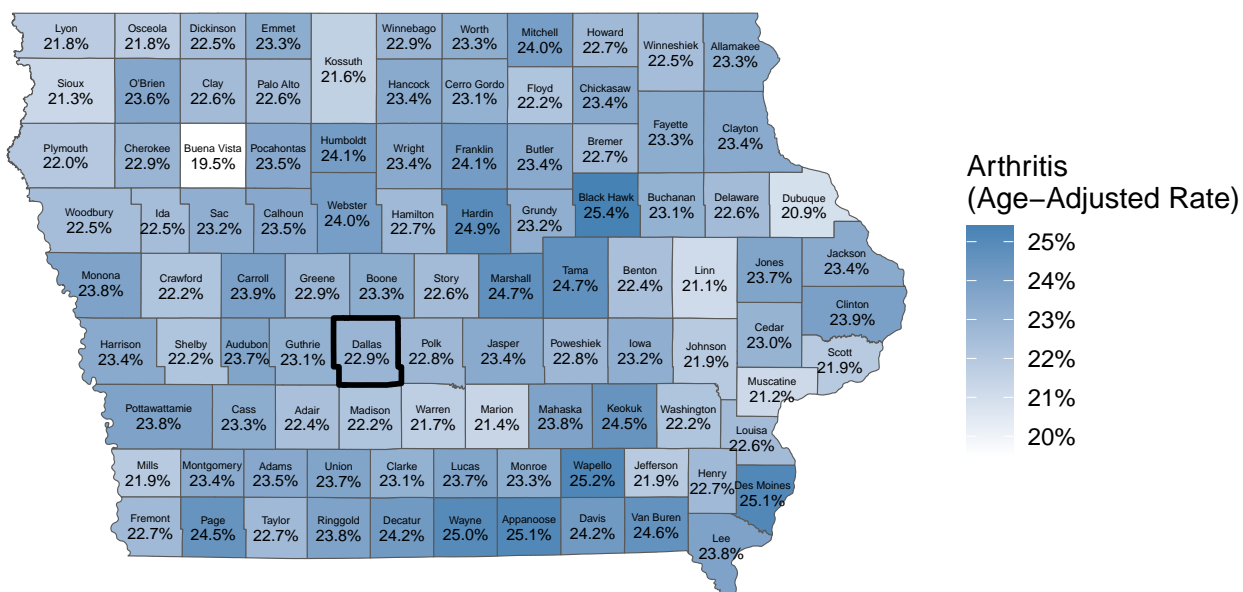 Lyon
21.8%
Osceola
21.8%
Dickinson
22.5%
Emmet
23.3%
Kossuth
21.6%
Winnebago
22.9%
Worth
23.3%
Mitchell
24.0%
Howard
22.7%
Winneshiek
22.5%
Allamakee
23.3%
Sioux
21.3%
O'Brien
23.6%
Clay
22.6%
Palo Alto
22.6%
Hancock
23.4%
Cerro Gordo
23.1%
Floyd
22.2%
Chickasaw
23.4%
Fayette
23.3%
Clayton
23.4%
Plymouth
22.0%
Cherokee
22.9%
Buena Vista
19.5%
Pocahontas
23.5%
Humboldt
24.1%
Wright
23.4%
Franklin
24.1%
Butler
23.4%
Bremer
22.7%
Woodbury
22.5%
Ida
22.5%
Sac
23.2%
Calhoun
23.5%
Webster
24.0%
Hamilton
22.7%
Hardin
24.9%
Grundy
23.2%
Black Hawk
25.4%
Buchanan
23.1%
Delaware
22.6%
Dubuque
20.9%
Monona
23.8%
Crawford
22.2%
Carroll
23.9%
Greene
22.9%
Boone
23.3%
Story
22.6%
Marshall
24.7%
Tama
24.7%
Benton
22.4%
Linn
21.1%
Jones
23.7%
Jackson
23.4%
Clinton
23.9%
Harrison
23.4%
Shelby
22.2%
Audubon
23.7%
Guthrie
23.1%
Dallas
22.9%
Polk
22.8%
Jasper
23.4%
Poweshiek
22.8%
Iowa
23.2%
Johnson
21.9%
Cedar
23.0%
Scott
21.9%
Muscatine
21.2%
Pottawattamie
23.8%
Cass
23.3%
Adair
22.4%
Madison
22.2%
Warren
21.7%
Marion
21.4%
Mahaska
23.8%
Keokuk
24.5%
Washington
22.2%
Louisa
22.6%
Mills
21.9%
Montgomery
23.4%
Adams
23.5%
Union
23.7%
Clarke
23.1%
Lucas
23.7%
Monroe
23.3%
Wapello
25.2%
Jefferson
21.9%
Henry
22.7%
Des Moines
25.1%
Fremont
22.7%
Page
24.5%
Taylor
22.7%
Ringgold
23.8%
Decatur
24.2%
Wayne
25.0%
Appanoose
25.1%
Davis
24.2%
Van Buren
24.6%
Lee
23.8%
Arthritis
(Age−Adjusted Rate)
25%
24%
23%
22%
21%
20%